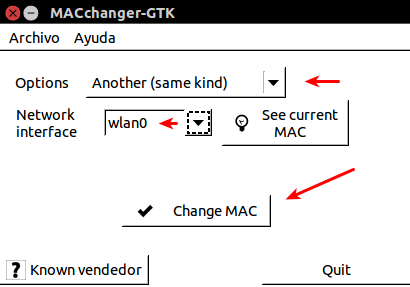 MACchanger-GTK
Archivo Ayuda
Options Another (same kind)
Network
interface
wlan0
See current
MAC
Change MAC
? Known vendedor
Quit